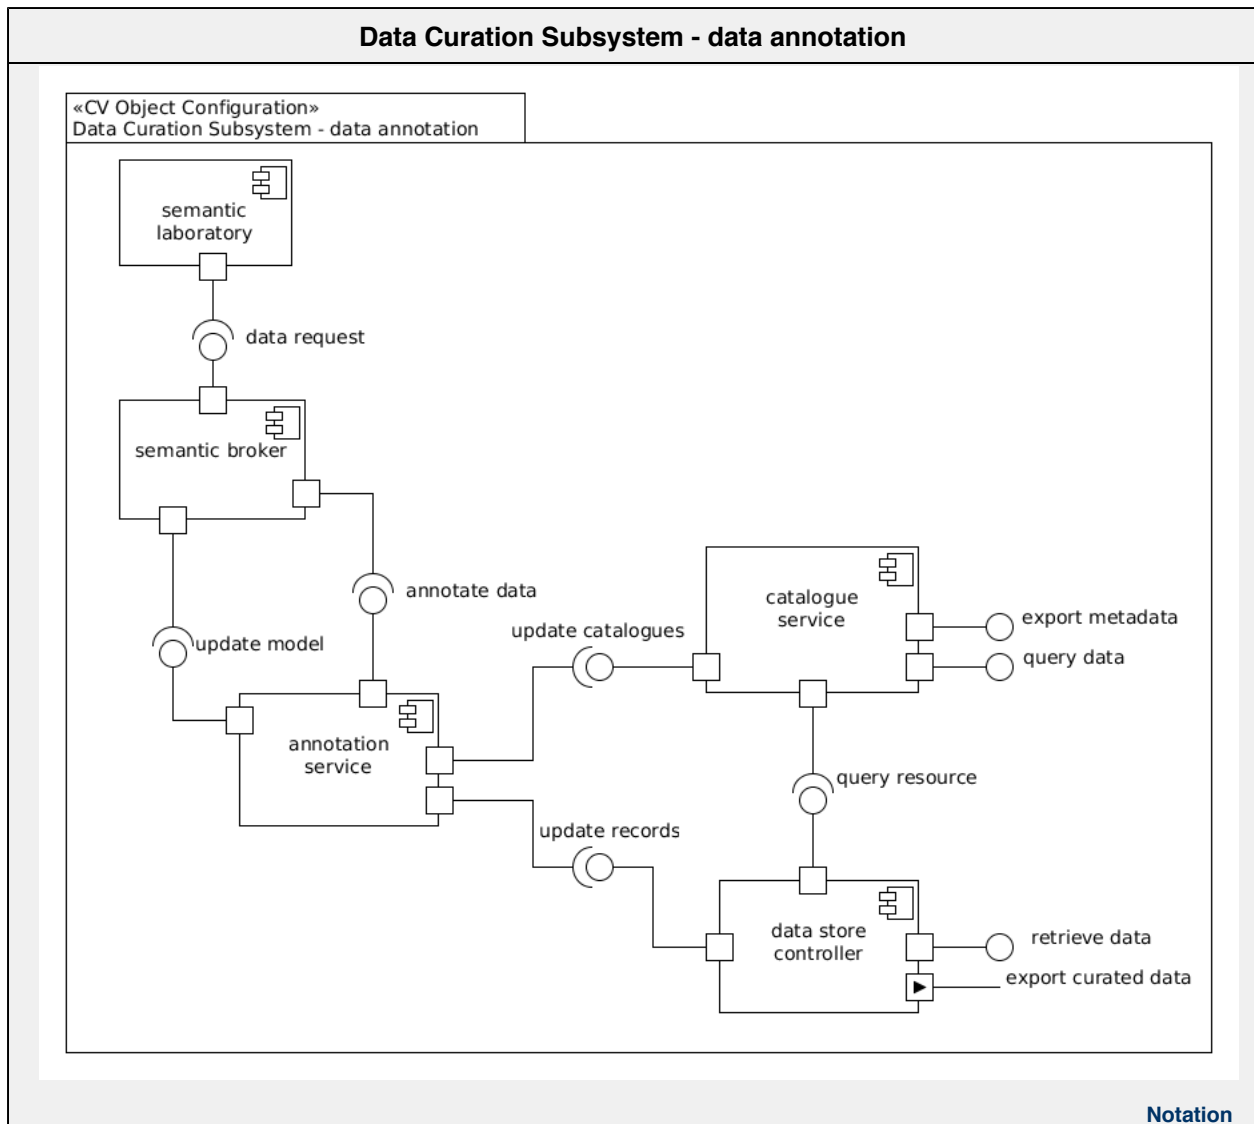 Data Curation Subsystem - data annotation
«CV Object Configuration»
Data Curation Subsystem - data annotation
semantic
laboratory
data request
semantic broker
annotate data
update model
annotation
service
update catalogues
catalogue
service
export metadata
query data
query resource
update records
data store
controller
retrieve data
export curated data
Notation